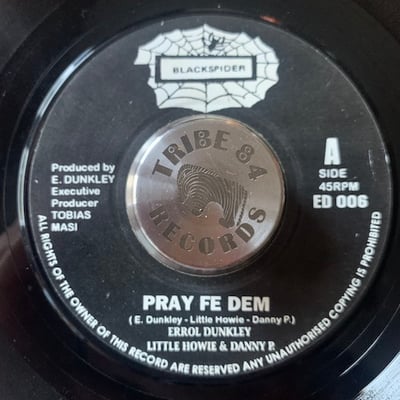 BLACKSPIDER
Produced by
E. DUNKLEY
Executive
Producer
TOBIAS
MASI
A
SIDE
45RPM
ED 006
TRIBE 84
RECORDS
PRAY FE DEM
( E. Dunkley - Little Howie - Danny P.)
ERROL DUNKLEY
LITTLE HOWIE & DANNY P.
ALL RIGHTS OF THE OWNER OF THIS RECORD ARE RESERVED ANY UNAUTHORISED COPYING IS PROHIBITED